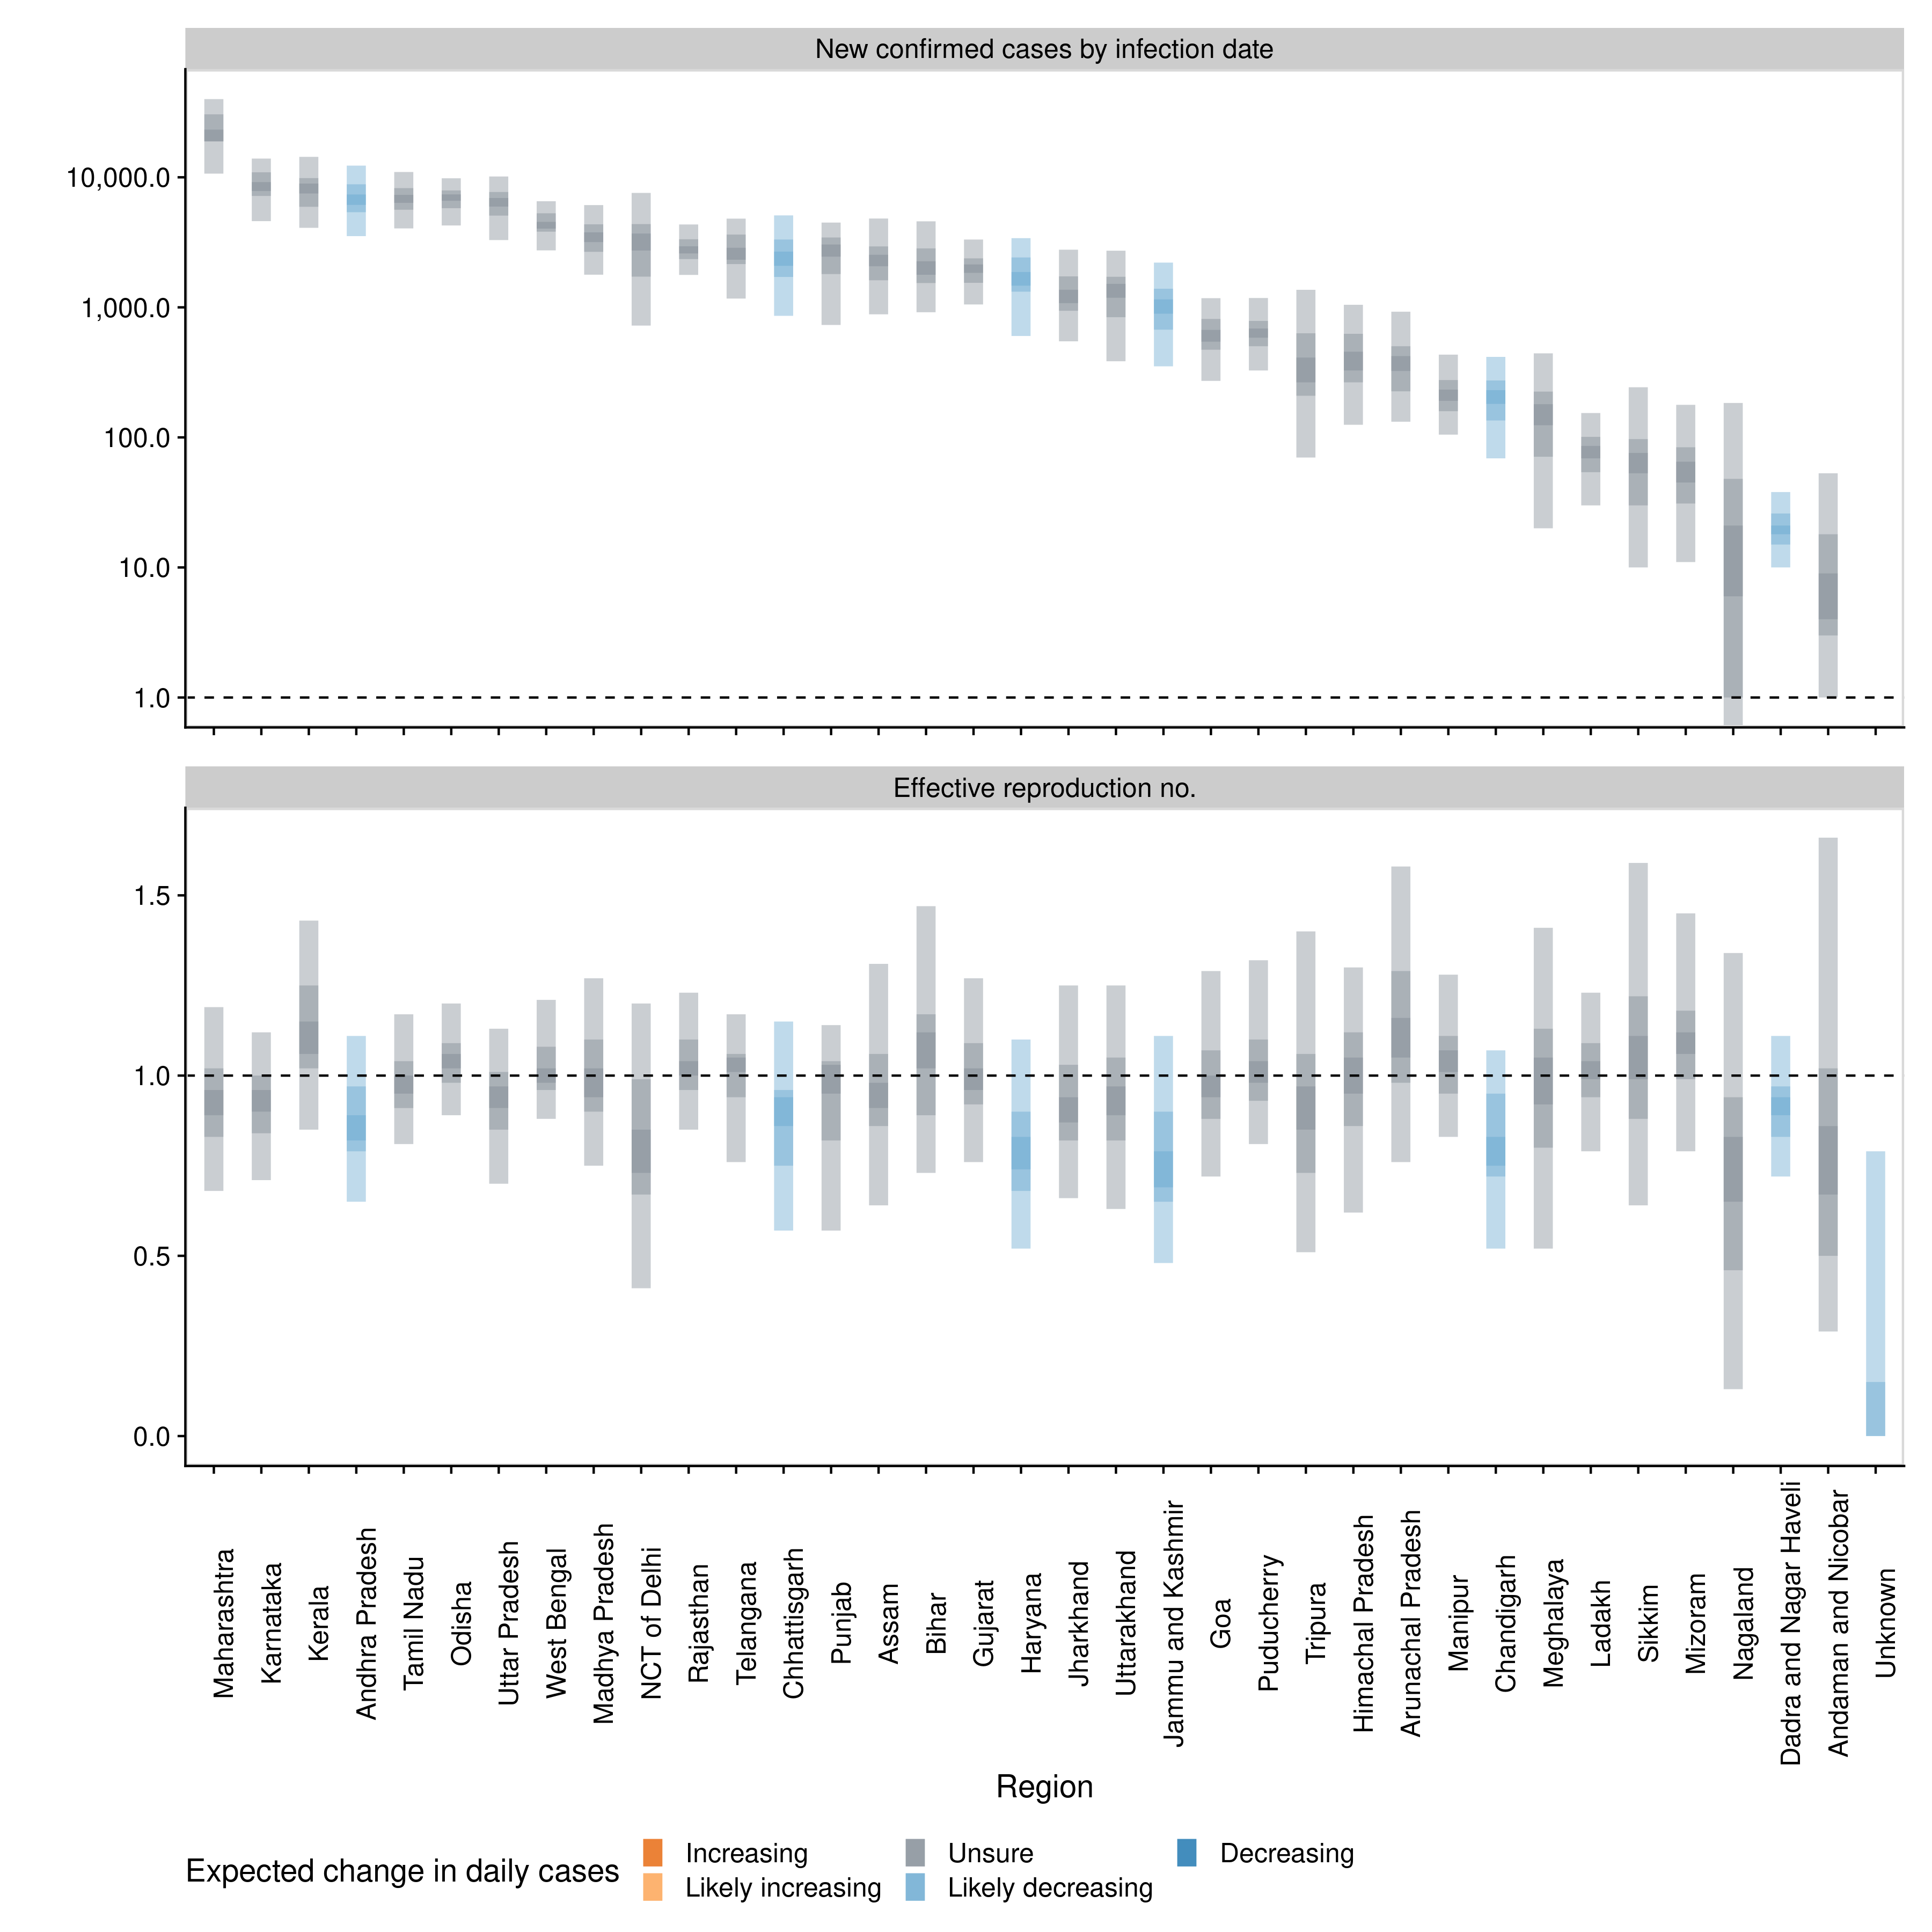 New confirmed cases by infection date
10,000.0
1,000.0
100.0
10.0
1.0
Effective reproduction no.
1.5
1.0
0.5
0.0
Maharashtra
Karnataka
Kerala
Andhra Pradesh
Tamil Nadu
Odisha
Uttar Pradesh
West Bengal
Madhya Pradesh
NCT of Delhi
Rajasthan
Telangana
Chhattisgarh
Punjab
Assam
Bihar
Gujarat
Haryana
Jharkhand
Uttarakhand
Jammu and Kashmir
Goa
Puducherry
Tripura
Himachal Pradesh
Arunachal Pradesh
Manipur
Chandigarh
Meghalaya
Ladakh
Sikkim
Mizoram
Nagaland
Dadra and Nagar Haveli
Andaman and Nicobar
Unknown
Region
Expected change in daily cases
Increasing
Unsure
Decreasing
Likely increasing
Likely decreasing